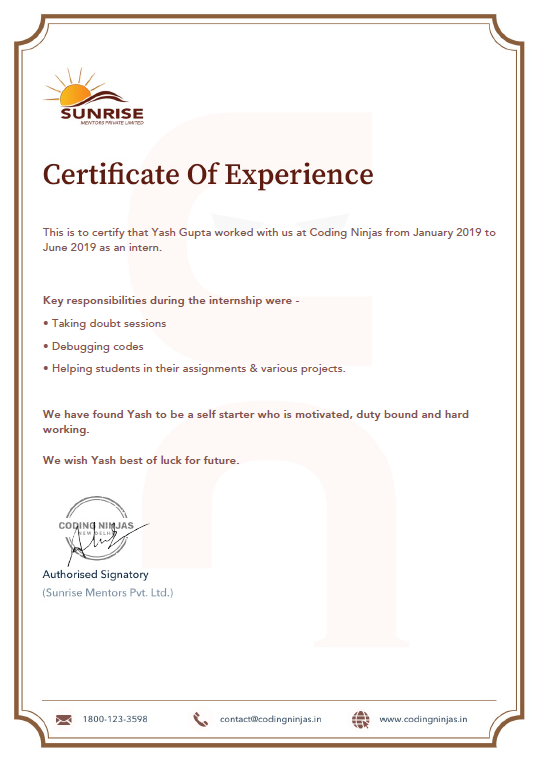 SUNRISE
MENTORS PRIVATE LIMITED
Certificate Of Experience
This is to certify that Yash Gupta worked with us at Coding Ninjas from January 2019 to
June 2019 as an intern.
Key responsibilities during the internship were -
• Taking doubt sessions
• Debugging codes
• Helping students in their assignments & various projects.
We have found Yash to be a self starter who is motivated, duty bound and hard
working.
We wish Yash best of luck for future.
CODING NINJAS
NEW DELHI
Authorised Signatory
(Sunrise Mentors Pvt. Ltd.)
1800-123-3598 contact@codingninjas.in www.codingninjas.in